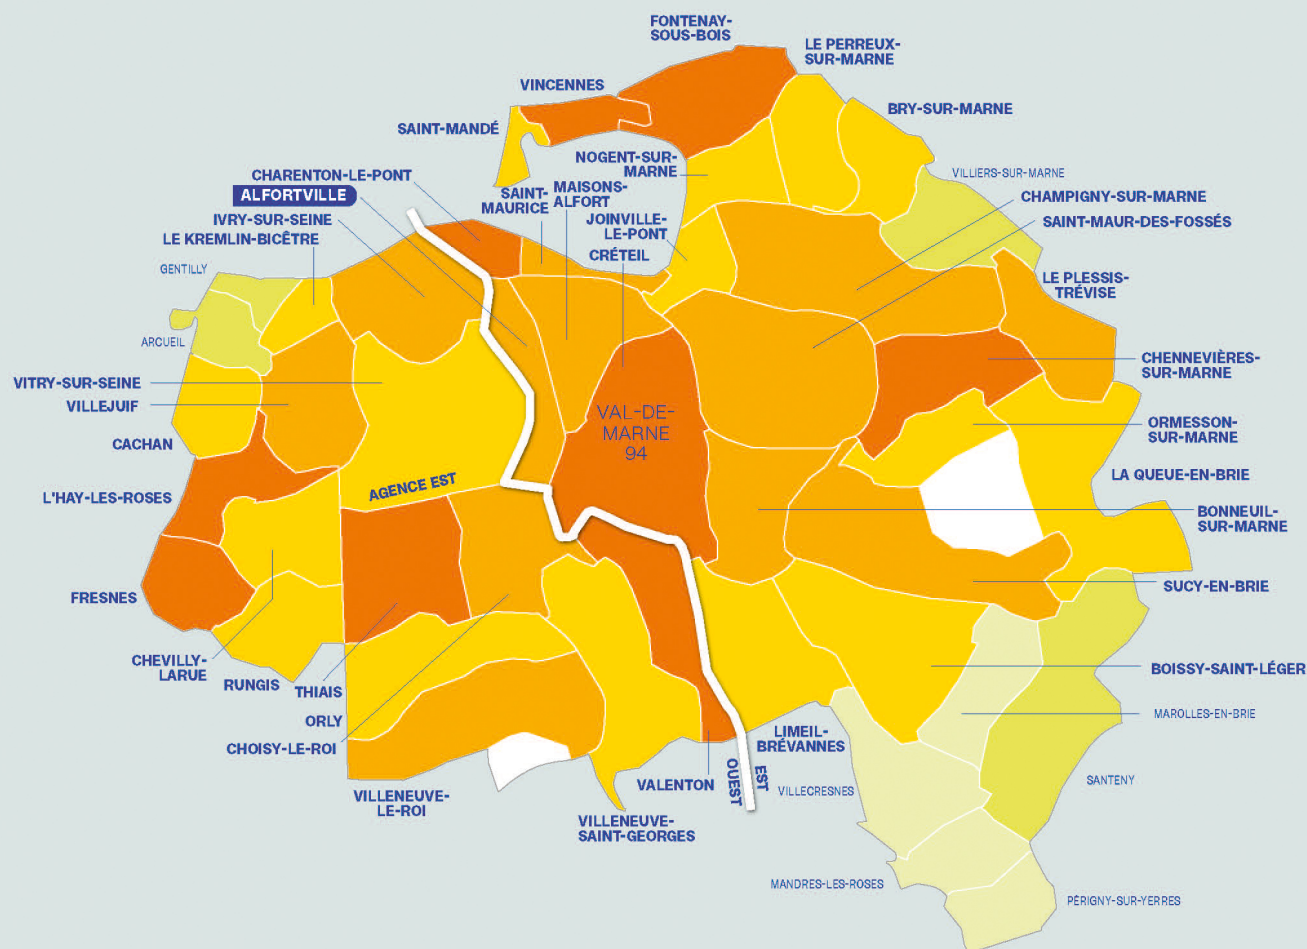 FONTENAY-
SOUS-BOIS
LE PERREUX-
SUR-MARNE
VINCENNES
BRY-SUR-MARNE
SAINT-MANDÉ
NOGENT-SUR-
MARNE
VILLIERS-SUR-MARNE
CHARENTON-LE-PONT
ALFORTVILLE
SAINT-
MAURICE
MAISONS-
ALFORT
CHAMPIGNY-SUR-MARNE
IVRY-SUR-SEINE
JOINVILLE-
LE-PONT
SAINT-MAUR-DES-FOSSÉS
LE KREMLIN-BICÊTRE
CRÉTEIL
GENTILLY
LE PLESSIS-
TRÉVISE
ARCUEIL
CHENNEVIÈRES-
SUR-MARNE
VITRY-SUR-SEINE
VILLEJUIF
VAL-DE-
MARNE
94
CACHAN
ORMESSON-
SUR-MARNE
LA QUEUE-EN-BRIE
L'HAY-LES-ROSES
AGENCE EST
BONNEUIL-
SUR-MARNE
FRESNES
SUCY-EN-BRIE
CHEVILLY-
LARUE
RUNGIS
THIAIS
BOISSY-SAINT-LÉGER
ORLY
MAROLLES-EN-BRIE
CHOISY-LE-ROI
LIMEIL-
BRÉVANNES
EST
OUEST
VALENTON
VILLECRESNES
SANTENY
VILLENEUVE-
LE-ROI
VILLENEUVE-
SAINT-GEORGES
MANDRES-LES-ROSES
PÉRIGNY-SUR-YERRES